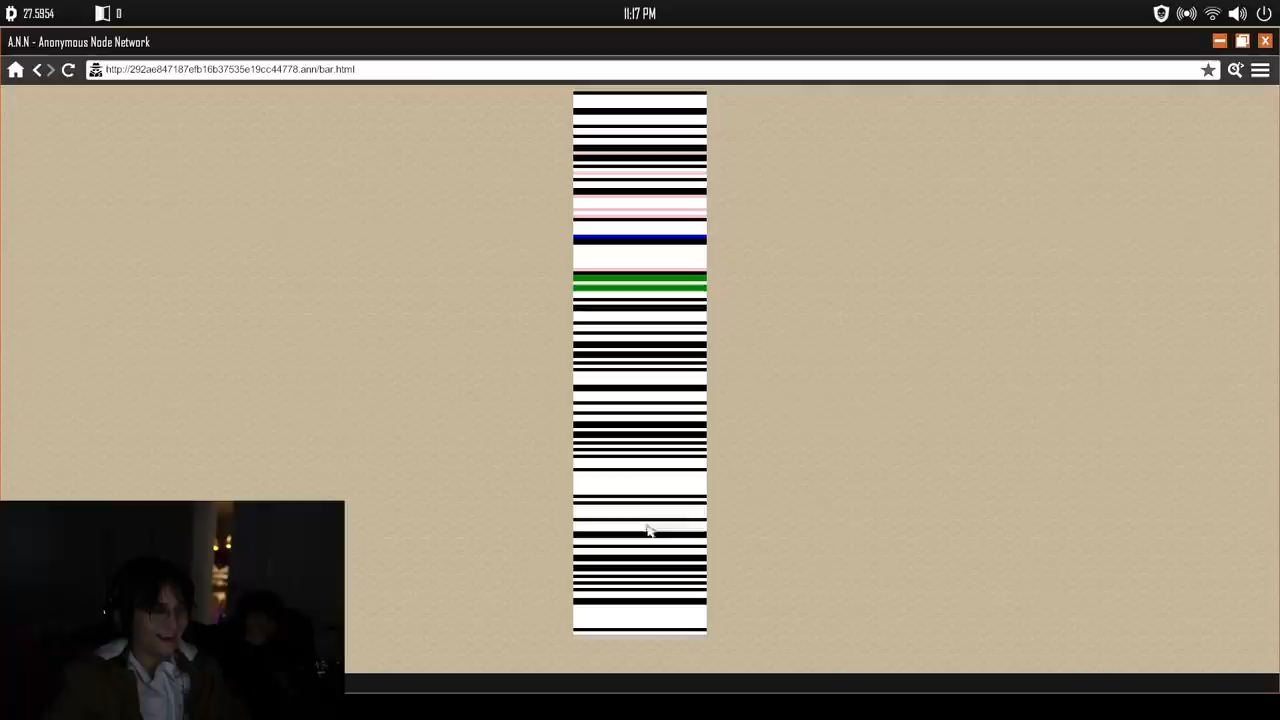 27.5954
0
11:17 PM
A.N.N - Anonymous Node Network
http://292ae847187efb16b37535e19cc44778.ann/bar.html